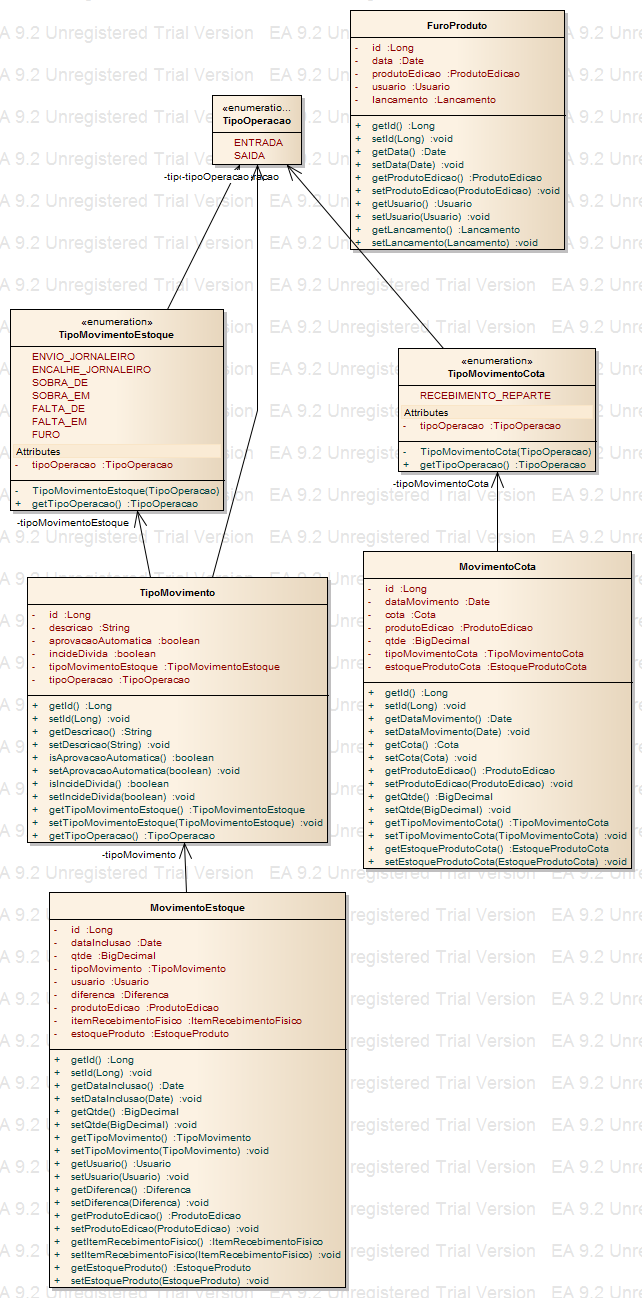 FuroProduto
- id :Long
- data :Date
- produtoEdicao :ProdutoEdicao
- usuario :Usuario
- lancamento :Lancamento
+ getId() :Long
+ setId(Long) :void
+ getData() :Date
+ setData(Date) :void
+ getProdutoEdicao() :ProdutoEdicao
+ setProdutoEdicao(ProdutoEdicao) :void
+ getUsuario() :Usuario
+ setUsuario(Usuario) :void
+ getLancamento() :Lancamento
+ setLancamento(Lancamento) :void
«enumeratio...
TipoOperacao
ENTRADA
SAIDA
-tipoOperacao
«enumeration»
TipoMovimentoEstoque
ENVIO_JORNALEIRO
ENCALHE_JORNALEIRO
SOBRA_DE
SOBRA_EM
FALTA_DE
FALTA_EM
FURO
Attributes
- tipoOperacao :TipoOperacao
- TipoMovimentoEstoque(TipoOperacao)
+ getTipoOperacao() :TipoOperacao
-tipoMovimentoEstoque
«enumeration»
TipoMovimentoCota
RECEBIMENTO_REPARTE
Attributes
- tipoOperacao :TipoOperacao
- TipoMovimentoCota(TipoOperacao)
+ getTipoOperacao() :TipoOperacao
-tipoMovimentoCota
TipoMovimento
- id :Long
- descricao :String
- aprovacaoAutomatica :boolean
- incideDivida :boolean
- tipoMovimentoEstoque :TipoMovimentoEstoque
- tipoOperacao :TipoOperacao
+ getId() :Long
+ setId(Long) :void
+ getDescricao() :String
+ setDescricao(String) :void
+ isAprovacaoAutomatica() :boolean
+ setAprovacaoAutomatica(boolean) :void
+ isIncideDivida() :boolean
+ setIncideDivida(boolean) :void
+ getTipoMovimentoEstoque() :TipoMovimentoEstoque
+ setTipoMovimentoEstoque(TipoMovimentoEstoque) :void
+ getTipoOperacao() :TipoOperacao
-tipoMovimento
MovimentoCota
- id :Long
- dataMovimento :Date
- cota :Cota
- produtoEdicao :ProdutoEdicao
- qtde :BigDecimal
- tipoMovimentoCota :TipoMovimentoCota
- estoqueProdutoCota :EstoqueProdutoCota
+ getId() :Long
+ setId(Long) :void
+ getDataMovimento() :Date
+ setDataMovimento(Date) :void
+ getCota() :Cota
+ setCota(Cota) :void
+ getProdutoEdicao() :ProdutoEdicao
+ setProdutoEdicao(ProdutoEdicao) :void
+ getQtde() :BigDecimal
+ setQtde(BigDecimal) :void
+ getTipoMovimentoCota() :TipoMovimentoCota
+ setTipoMovimentoCota(TipoMovimentoCota) :void
+ getEstoqueProdutoCota() :EstoqueProdutoCota
+ setEstoqueProdutoCota(EstoqueProdutoCota) :void
MovimentoEstoque
- id :Long
- dataInclusao :Date
- qtde :BigDecimal
- tipoMovimento :TipoMovimento
- usuario :Usuario
- diferenca :Diferenca
- produtoEdicao :ProdutoEdicao
- itemRecebimentoFisico :ItemRecebimentoFisico
- estoqueProduto :EstoqueProduto
+ getId() :Long
+ setId(Long) :void
+ getDataInclusao() :Date
+ setDataInclusao(Date) :void
+ getQtde() :BigDecimal
+ setQtde(BigDecimal) :void
+ getTipoMovimento() :TipoMovimento
+ setTipoMovimento(TipoMovimento) :void
+ getUsuario() :Usuario
+ setUsuario(Usuario) :void
+ getDiferenca() :Diferenca
+ setDiferenca(Diferenca) :void
+ getProdutoEdicao() :ProdutoEdicao
+ setProdutoEdicao(ProdutoEdicao) :void
+ getItemRecebimentoFisico() :ItemRecebimentoFisico
+ setItemRecebimentoFisico(ItemRecebimentoFisico) :void
+ getEstoqueProduto() :EstoqueProduto
+ setEstoqueProduto(EstoqueProduto) :void
EA 9.2 Unregistered Trial Version